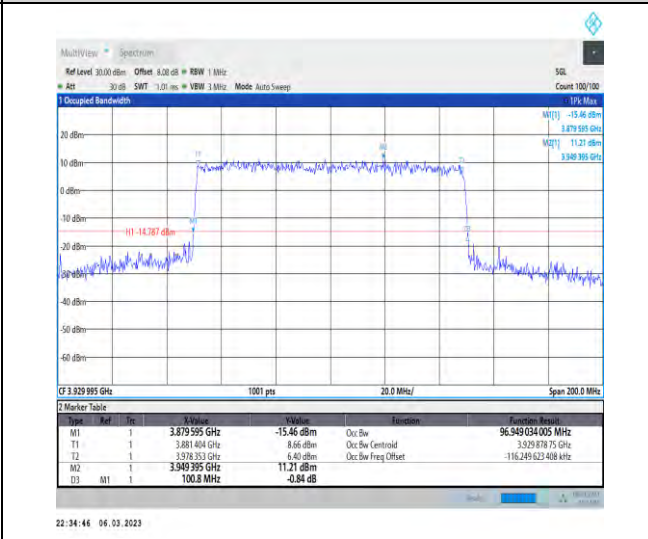 MultiView Spectrum
Ref Level 30.00 dBm Offset 8.08 dB RBW 1 MHz SGL
Att 30 dB SWT 1.01 ms VBW 3 MHz Mode Auto Sweep Count 100/100
1 Occupied Bandwidth 1Pk Max
M1[1] -15.46 dBm
3.879 595 GHz
M2[1] 11.21 dBm
3.949 395 GHz
20 dBm
10 dBm
0 dBm
-10 dBm
H1 -14.787 dBm
-20 dBm
-30 dBm
-40 dBm
-50 dBm
-60 dBm
T1
M2
T2
M1
D3
CF 3.929 995 GHz 1001 pts 20.0 MHz/ Span 200.0 MHz
2 Marker Table
Type Ref Trc X-Value Y-Value Function Function Result
M1 1 3.879 595 GHz -15.46 dBm Occ Bw 96.949 034 005 MHz
T1 1 3.881 404 GHz 8.66 dBm Occ Bw Centroid 3.929 878 75 GHz
T2 1 3.978 353 GHz 6.40 dBm Occ Bw Freq Offset -116.249 623 408 kHz
M2 1 3.949 395 GHz 11.21 dBm
D3 M1 1 100.8 MHz -0.84 dB
22:34:46 06.03.2023